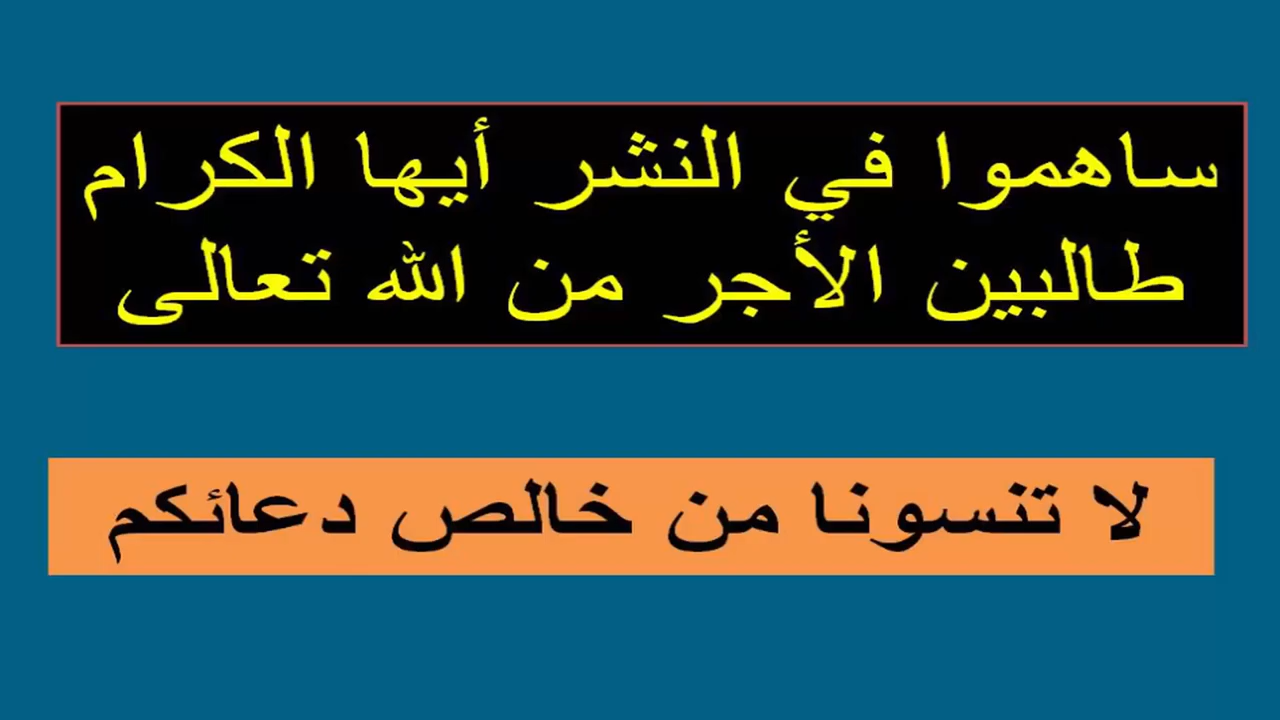 ساهموا في النشر أيها الكرام
طالبين الأجر من الله تعالى
لا تنسونا من خالص دعائكم